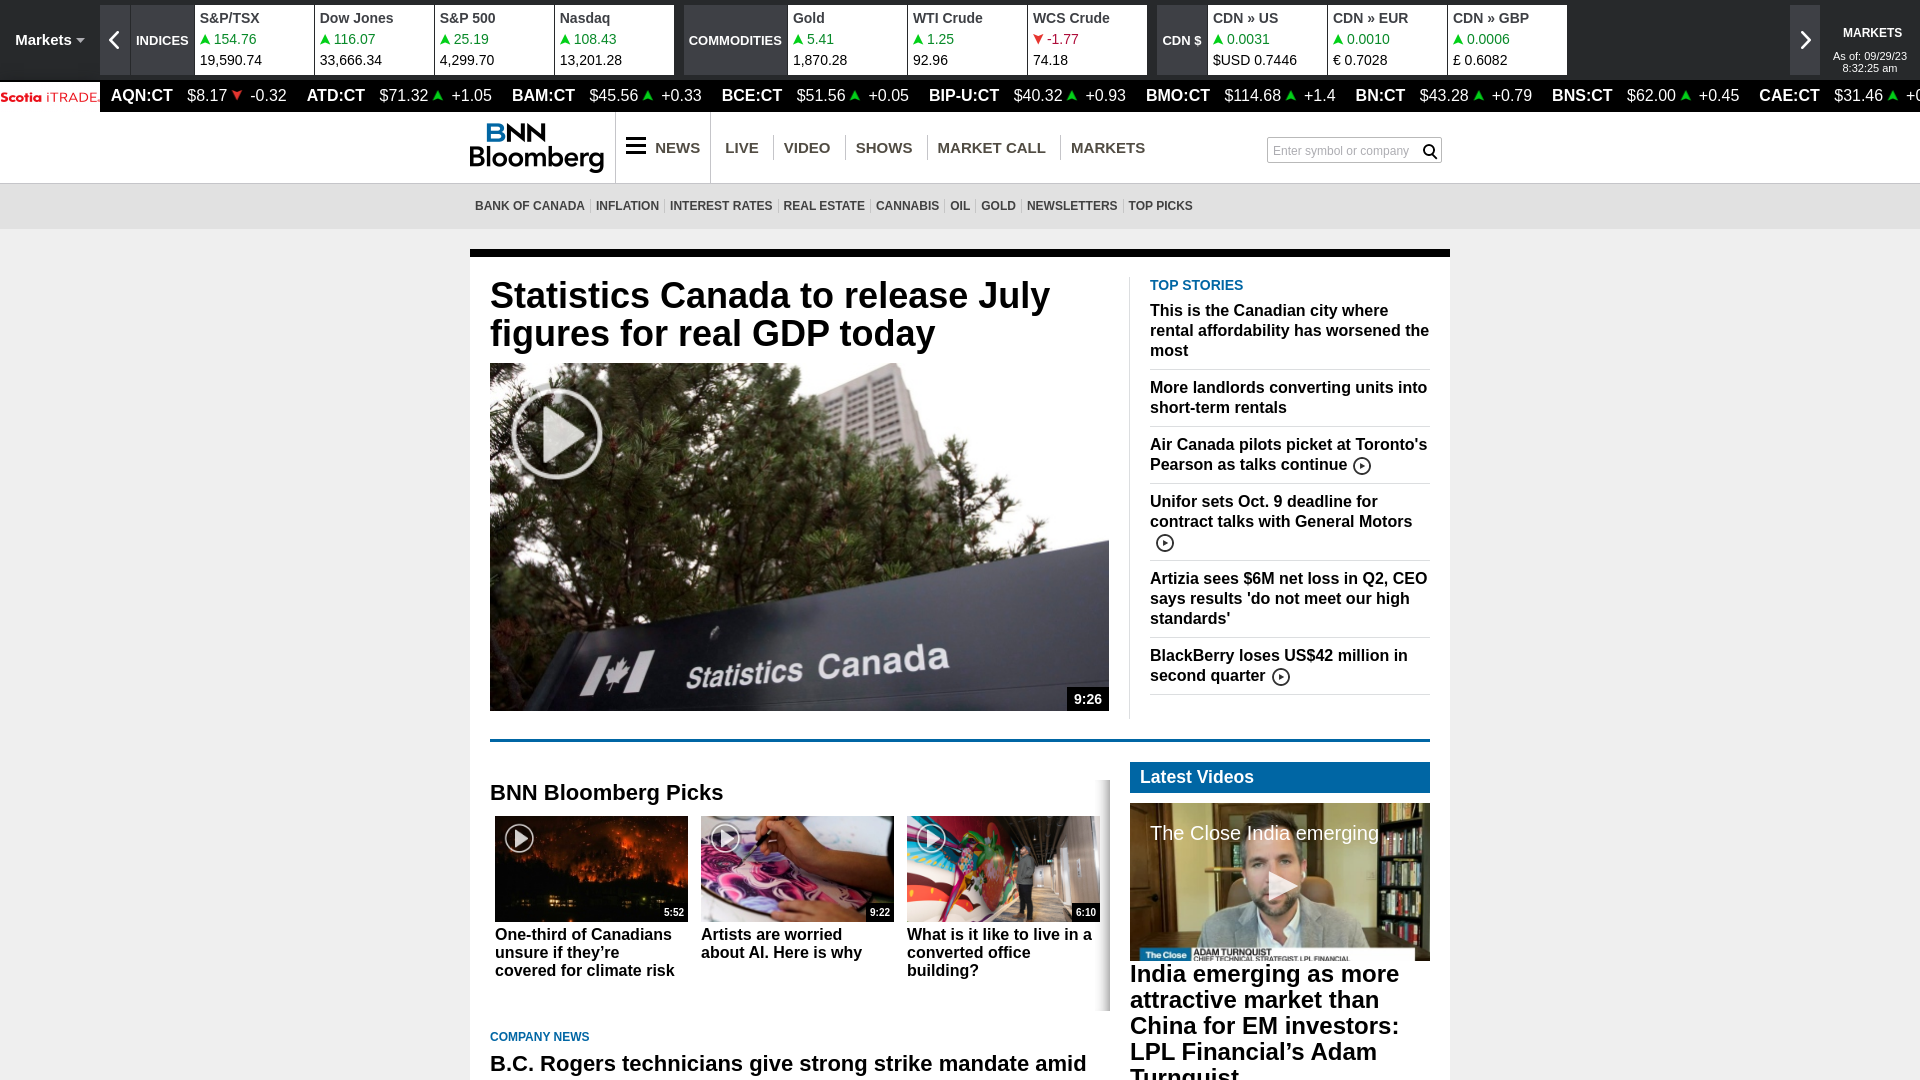 Markets
INDICES
S&P/TSX
154.76
19,590.74
Dow Jones
116.07
33,666.34
S&P 500
25.19
4,299.70
Nasdaq
108.43
13,201.28
COMMODITIES
Gold
5.41
1,870.28
WTI Crude
1.25
92.96
WCS Crude
-1.77
74.18
CDN $
CDN » US
0.0031
$USD 0.7446
CDN » EUR
0.0010
€ 0.7028
CDN » GBP
0.0006
£ 0.6082
MARKETS
As of: 09/29/23
8:32:25 am
Scotia iTRADE.
AQN:CT $8.17 -0.32 ATD:CT $71.32 +1.05 BAM:CT $45.56 +0.33 BCE:CT $51.56 +0.05 BIP-U:CT $40.32 +0.93 BMO:CT $114.68 +1.4 BN:CT $43.28 +0.79 BNS:CT $62.00 +0.45 CAE:CT $31.46
BNN
Bloomberg
NEWS LIVE VIDEO SHOWS MARKET CALL MARKETS
Enter symbol or company
BANK OF CANADA INFLATION INTEREST RATES REAL ESTATE CANNABIS OIL GOLD NEWSLETTERS TOP PICKS
Statistics Canada to release July
figures for real GDP today
Statistics Canada
9:26
TOP STORIES
This is the Canadian city where
rental affordability has worsened the
most
More landlords converting units into
short-term rentals
Air Canada pilots picket at Toronto's
Pearson as talks continue
Unifor sets Oct. 9 deadline for
contract talks with General Motors
Artizia sees $6M net loss in Q2, CEO
says results 'do not meet our high
standards'
BlackBerry loses US$42 million in
second quarter
BNN Bloomberg Picks
5:52
One-third of Canadians
unsure if they’re
covered for climate risk
9:22
Artists are worried
about AI. Here is why
6:10
What is it like to live in a
converted office
building?
Latest Videos
The Close India emerging ...
The Close
ADAM TURNQUIST
CHIEF TECHNICAL STRATEGIST, LPL FINANCIAL
India emerging as more
attractive market than
China for EM investors:
LPL Financial’s Adam
Turnquist
COMPANY NEWS
B.C. Rogers technicians give strong strike mandate amid